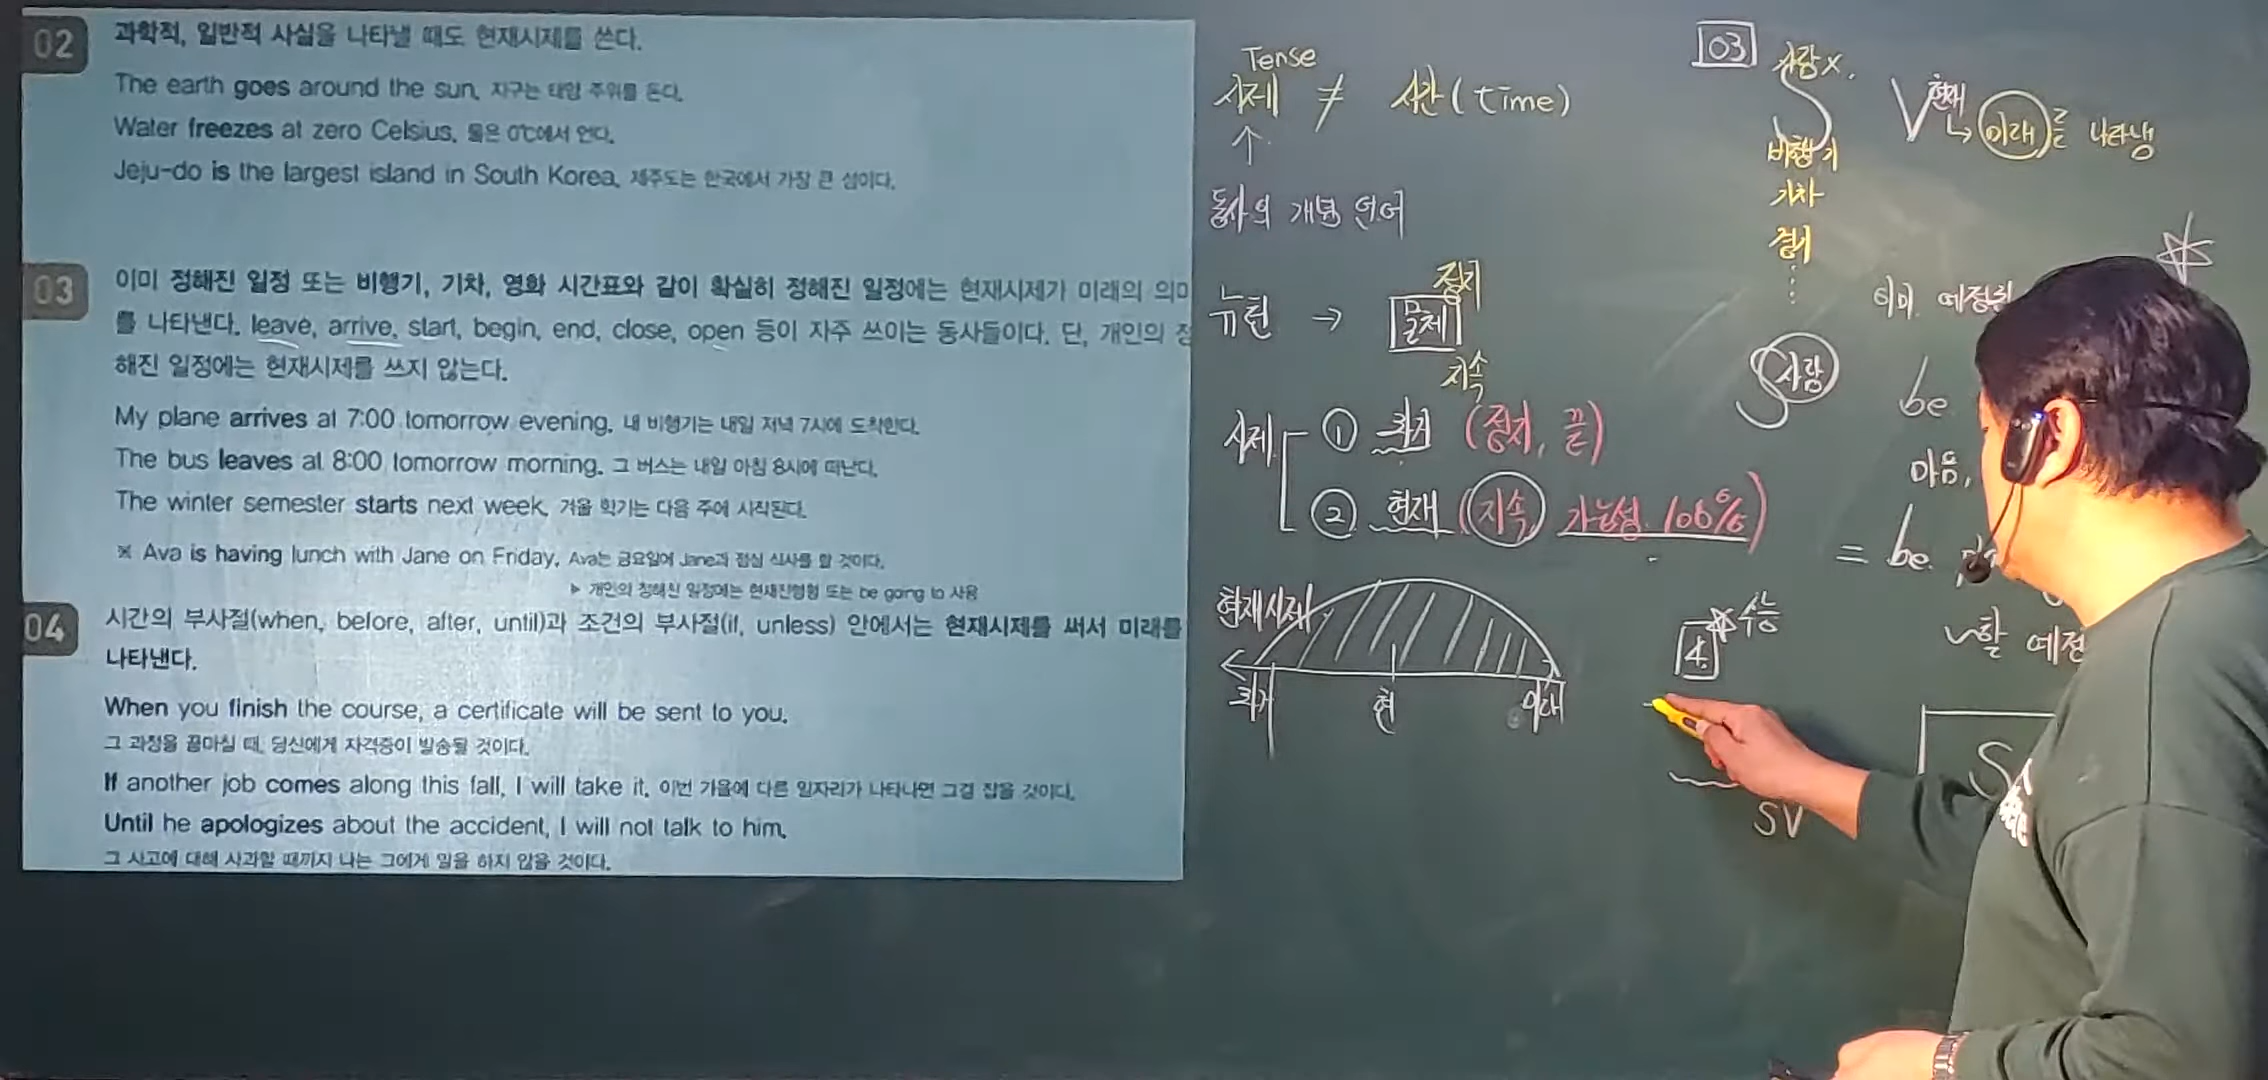 02 과학적, 일반적 사실을 나타낼 때도 현재시제를 쓴다.
The earth goes around the sun. 지구는 태양 주위를 돈다.
Water freezes at zero Celsius. 물은 0℃에서 언다.
Jeju-do is the largest island in South Korea. 제주도는 한국에서 가장 큰 섬이다.
03 이미 정해진 일정 또는 비행기, 기차, 영화 시간표와 같이 확실히 정해진 일정에는 현재시제가 미래의 의미
를 나타낸다. leave, arrive, start, begin, end, close, open 등이 자주 쓰이는 동사들이다. 단, 개인의 정
해진 일정에는 현재시제를 쓰지 않는다.
My plane arrives at 7:00 tomorrow evening. 내 비행기는 내일 저녁 7시에 도착한다.
The bus leaves at 8:00 tomorrow morning. 그 버스는 내일 아침 8시에 떠난다.
The winter semester starts next week. 겨울 학기는 다음 주에 시작된다.
※ Ava is having lunch with Jane on Friday. Ava는 금요일에 Jane과 점심 식사를 할 것이다.
▶ 개인의 정해진 일정에는 현재진행형 또는 be going to 사용
04 시간의 부사절(when, before, after, until)과 조건의 부사절(if, unless) 안에서는 현재시제를 써서 미래를
나타낸다.
When you finish the course, a certificate will be sent to you.
그 과정을 끝마칠 때, 당신에게 자격증이 발송될 것이다.
If another job comes along this fall, I will take it. 이번 가을에 다른 일자리가 나타나면 그걸 잡을 것이다.
Until he apologizes about the accident, I will not talk to him.
그 사고에 대해 사과할 때까지 나는 그에게 말을 하지 않을 것이다.
Tense
시제 ≠ 시간(time)
↑
동사의 개념 언어
정지
뉴턴 → 물체
지속
시제 ① 과거 (정지, 끝)
② 현재 (지속, 가능성 100%)
현재시제
과거 현 미래
03 사람x.
S V현재
↳ 미래를 나타냄
비행기
기차
경기
이미 예정된
S 사람 be
마음,
= be
~할 예정
4. 수능
SV
S